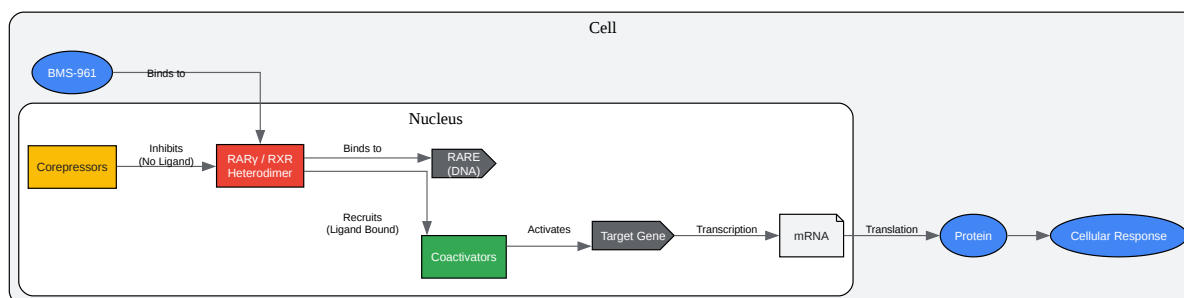 Cell
BMS-961
Binds to
Nucleus
Corepressors
Inhibits
(No Ligand)
RARγ / RXR
Heterodimer
Binds to
RARE
(DNA)
Recruits
(Ligand Bound)
Coactivators
Activates
Target Gene
Transcription
mRNA
Translation
Protein
Cellular Response